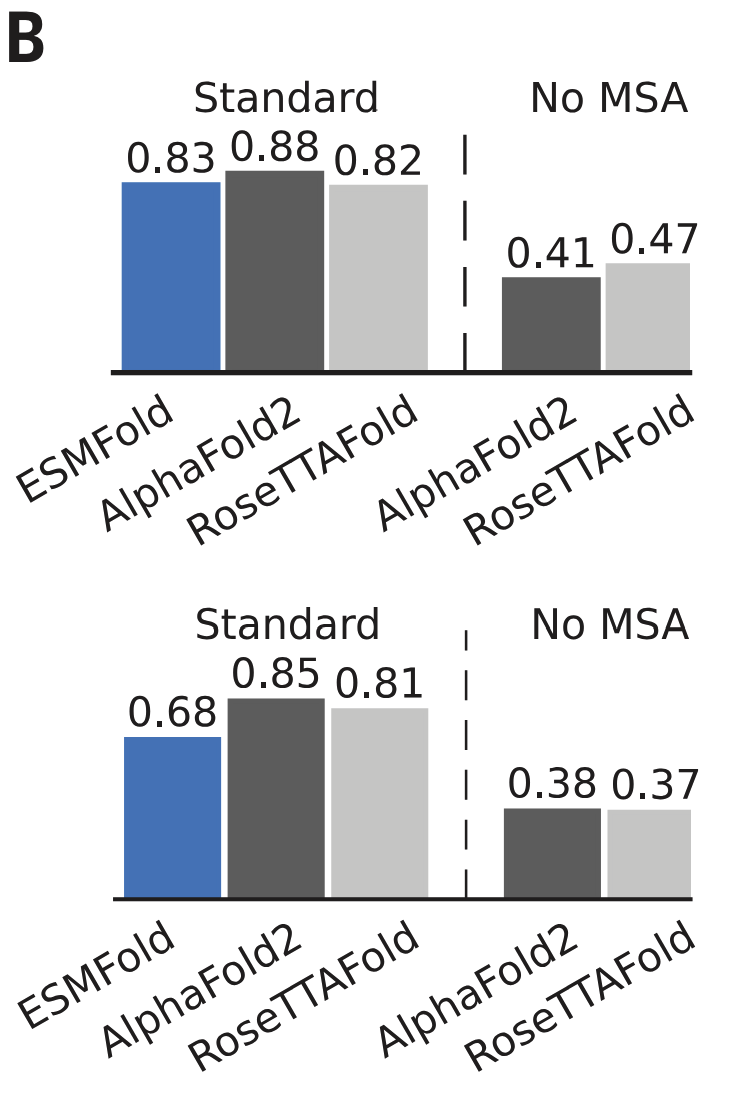 B
Standard No MSA
0.83 0.88 0.82 0.41 0.47
ESMFold AlphaFold2 RoseTTAFold AlphaFold2 RoseTTAFold
Standard No MSA
0.68 0.85 0.81 0.38 0.37
ESMFold AlphaFold2 RoseTTAFold AlphaFold2 RoseTTAFold